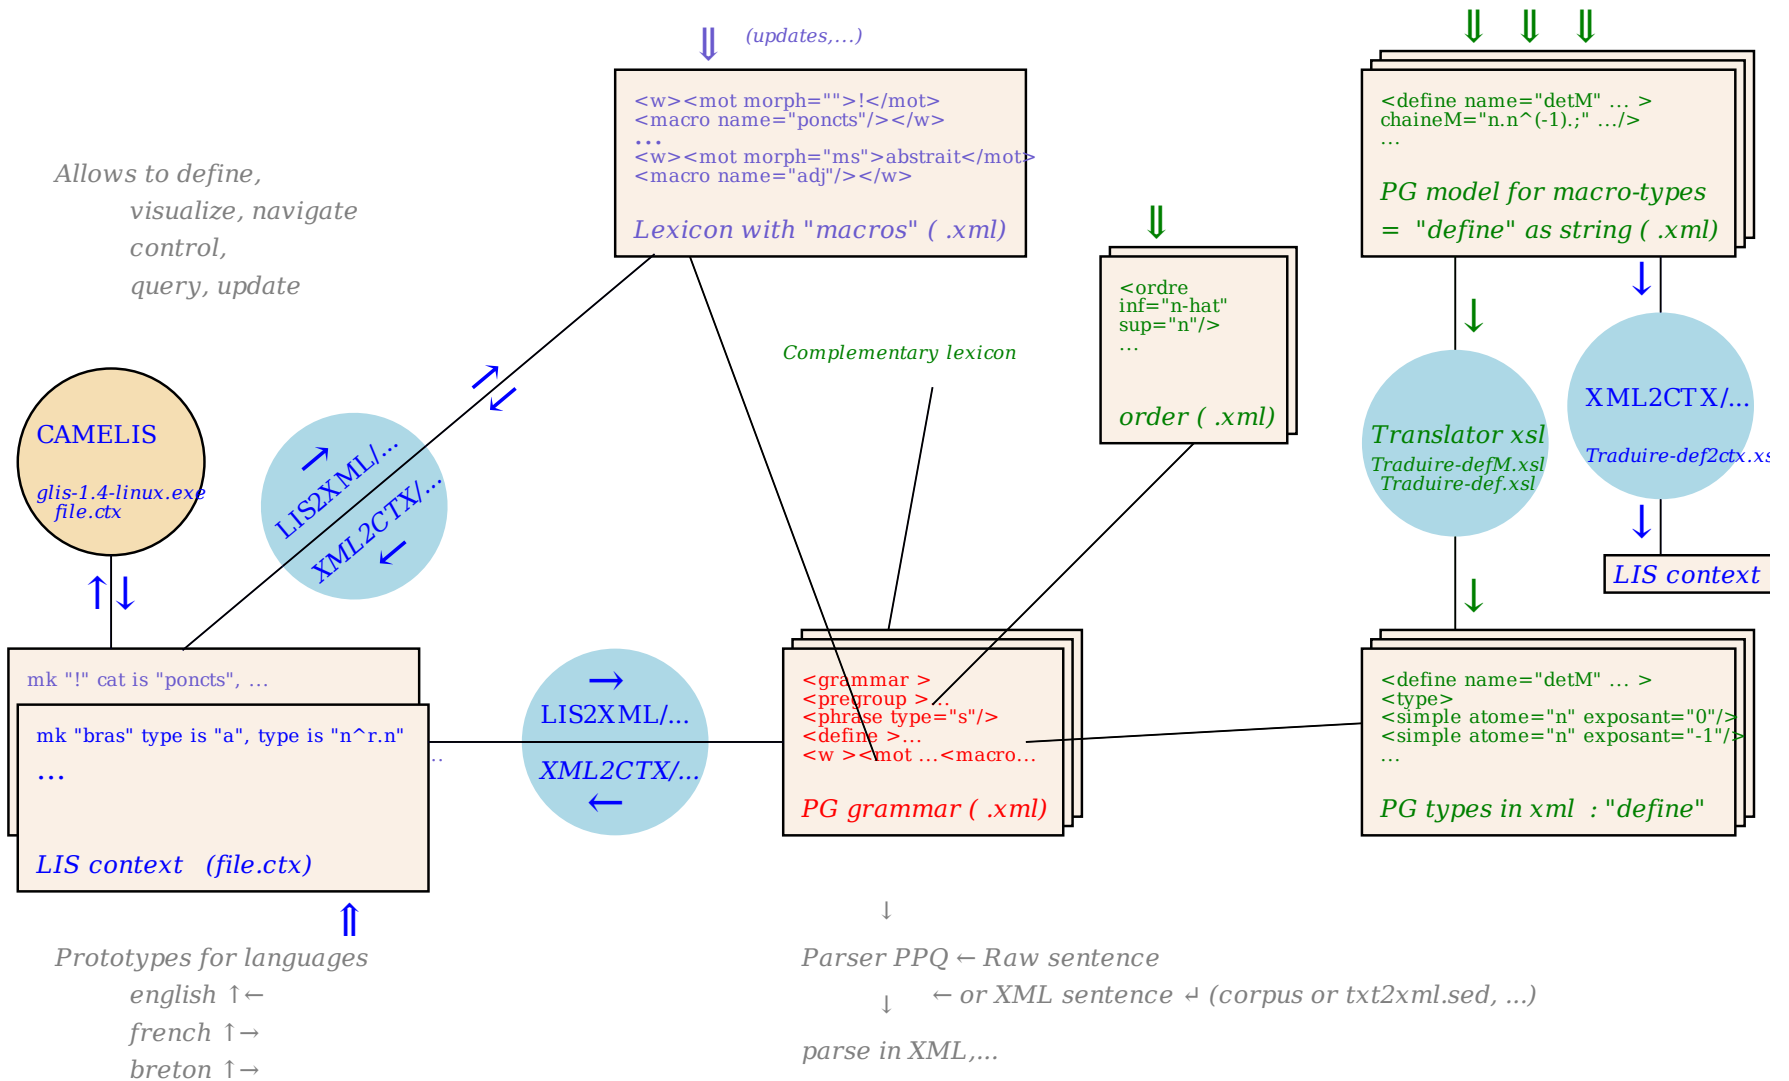 ⇓ (updates,...)
⇓ ⇓ ⇓
<w><mot morph="">!</mot>
<macro name="poncts"/></w>
...
<w><mot morph="ms">abstrait</mot>
<macro name="adj"/></w>
Lexicon with "macros" ( .xml)
<define name="detM" ... >
chaineM="n.n^(-1).;" .../>
...
PG model for macro-types
= "define" as string ( .xml)
Allows to define,
visualize, navigate
control,
query, update
⇓
<ordre
inf="n-hat"
sup="n"/>
...
order ( .xml)
Complementary lexicon
↓
↓
→
←
CAMELIS
glis-1.4-linux.exe
file.ctx
→
LIS2XML/...
XML2CTX/...
←
Translator xsl
Traduire-defM.xsl
Traduire-def.xsl
XML2CTX/...
Traduire-def2ctx.xs
↓
LIS context
↑↓
↓
mk "!" cat is "poncts", ...
mk "bras" type is "a", type is "n^r.n"
..
...
LIS context (file.ctx)
→
LIS2XML/...
XML2CTX/...
←
<grammar >
<pregroup >...
<phrase type="s"/>
<define >...
<w ><mot ...<macro...
PG grammar ( .xml)
<define name="detM" ... >
<type>
<simple atome="n" exposant="0"/>
<simple atome="n" exposant="-1"/>
...
PG types in xml : "define"
⇑
Prototypes for languages
english ↑←
french ↑→
breton ↑→
↓
Parser PPQ ← Raw sentence
↓ ← or XML sentence ↵ (corpus or txt2xml.sed, ...)
parse in XML,...